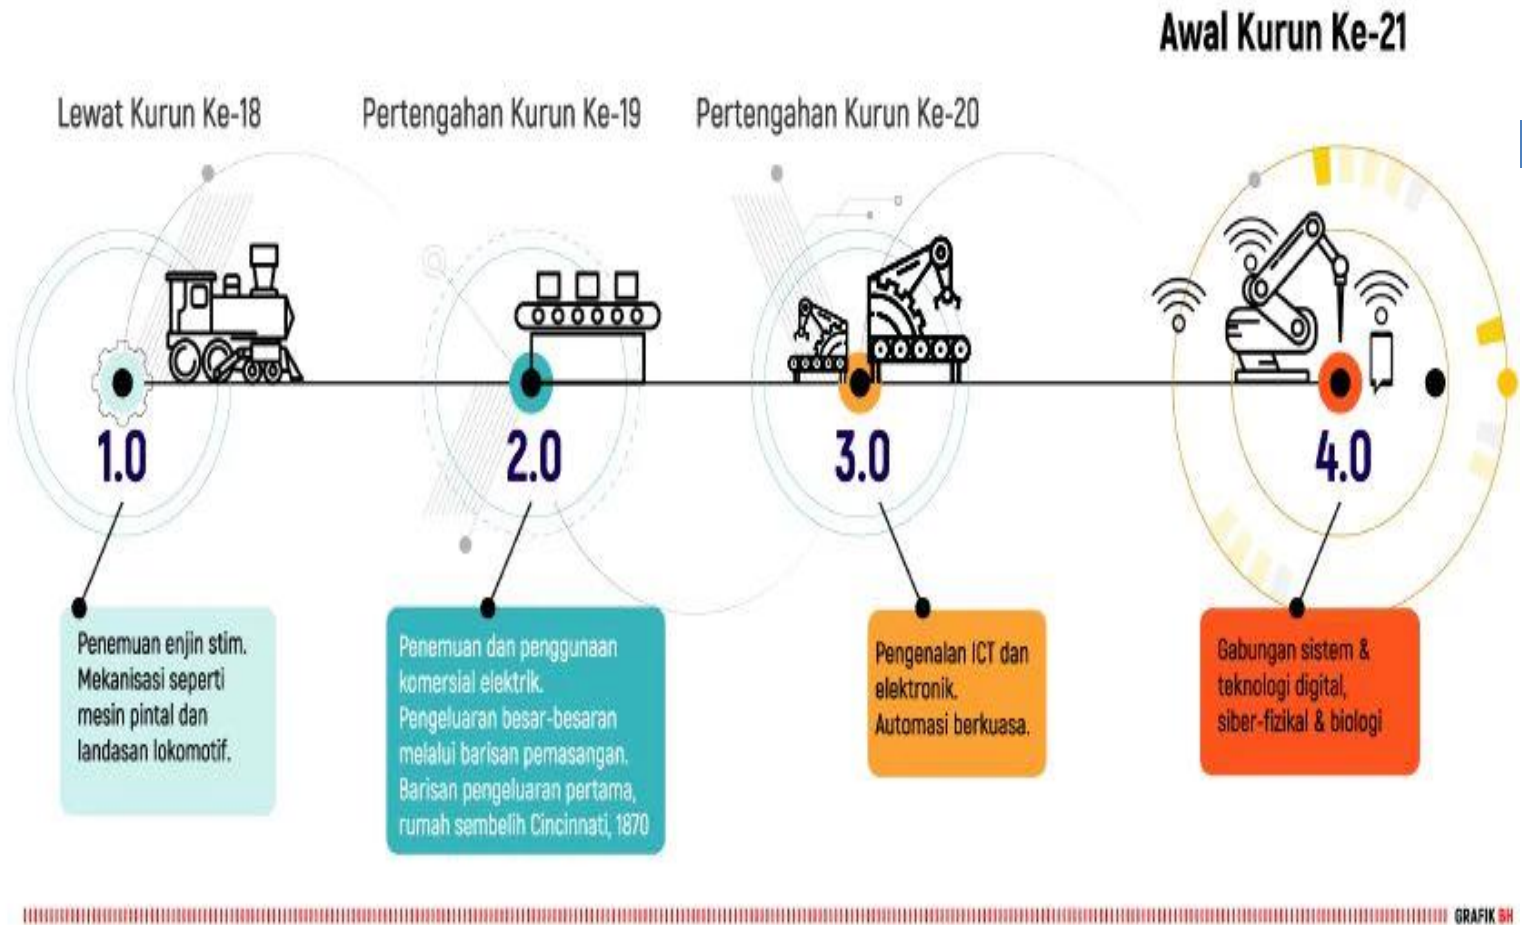 Awal Kurun Ke-21
Lewat Kurun Ke-18
Pertengahan Kurun Ke-19
Pertengahan Kurun Ke-20
1.0
2.0
3.0
4.0
Penemuan enjin stim.
Mekanisasi seperti
mesin pintal dan
landasan lokomotif.
Penemuan dan penggunaan
komersial elektrik.
Pengeluaran besar-besaran
melalui barisan pemasangan.
Barisan pengeluaran pertama,
rumah sembelih Cincinnati, 1870
Pengenalan ICT dan
elektronik.
Automasi berkuasa.
Gabungan sistem &
teknologi digital,
siber-fizikal & biologi
GRAFIK BH